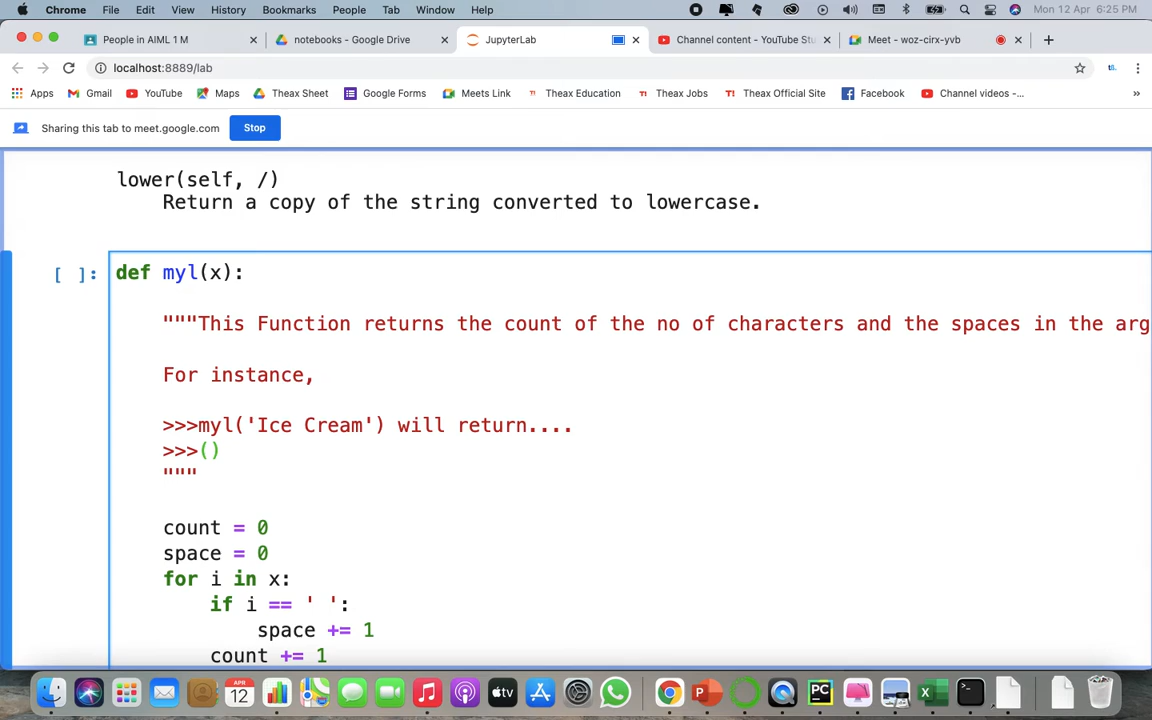 Chrome File Edit View History Bookmarks People Tab Window Help Mon 12 Apr 6:25 PM
People in AIML 1 M notebooks - Google Drive JupyterLab Channel content - YouTube Stu Meet - woz-cirx-yvb
localhost:8889/lab
Apps Gmail YouTube Maps Theax Sheet Google Forms Meets Link Theax Education Theax Jobs Theax Official Site Facebook Channel videos -... »
Sharing this tab to meet.google.com Stop
lower(self, /)
Return a copy of the string converted to lowercase.
[ ]: def myl(x):
"""This Function returns the count of the no of characters and the spaces in the arg
For instance,
>>>myl('Ice Cream') will return....
>>>()
"""
count = 0
space = 0
for i in x:
if i == ' ':
space += 1
count += 1
APR
12
tv
P
PC
X
>_